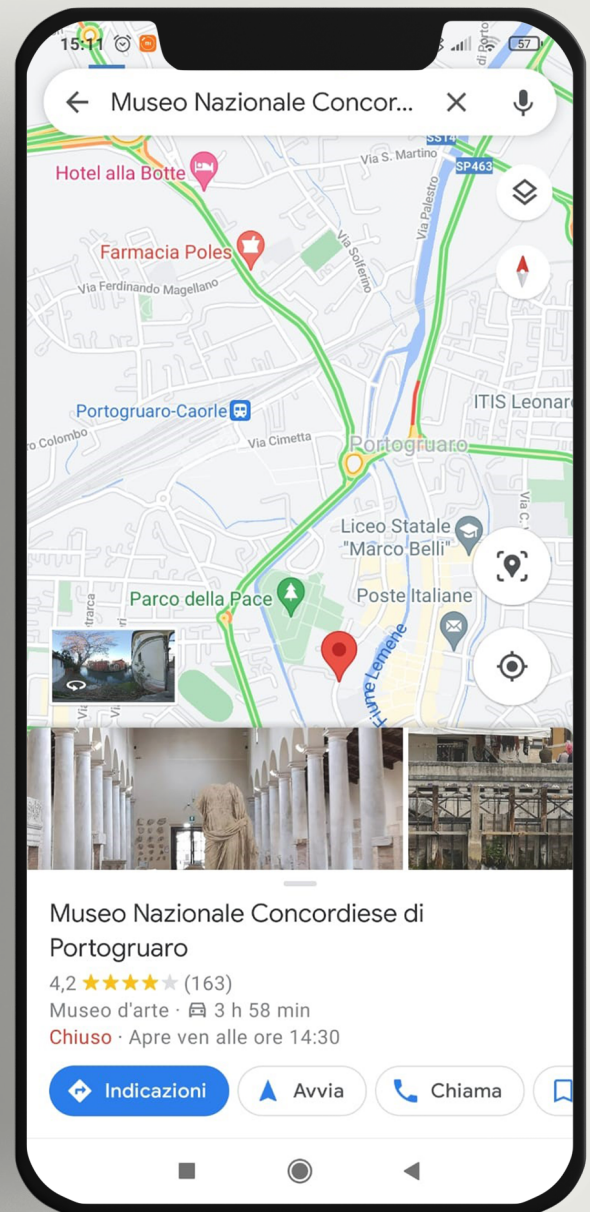 15:11
57
Museo Nazionale Concor...
Hotel alla Botte
Via S. Martino
SS14
SP463
Via Palestro
Farmacia Poles
Via Solferino
Via Ferdinando Magellano
ITIS Leonar
Portogruaro-Caorle
ro Colombo
Via Cimetta
Portogruaro
Via C.
Liceo Statale
"Marco Belli"
Parco della Pace
Poste Italiane
Fiume Lemene
Museo Nazionale Concordiese di
Portogruaro
4,2 (163)
Museo d'arte · 3 h 58 min
Chiuso · Apre ven alle ore 14:30
Indicazioni
Avvia
Chiama